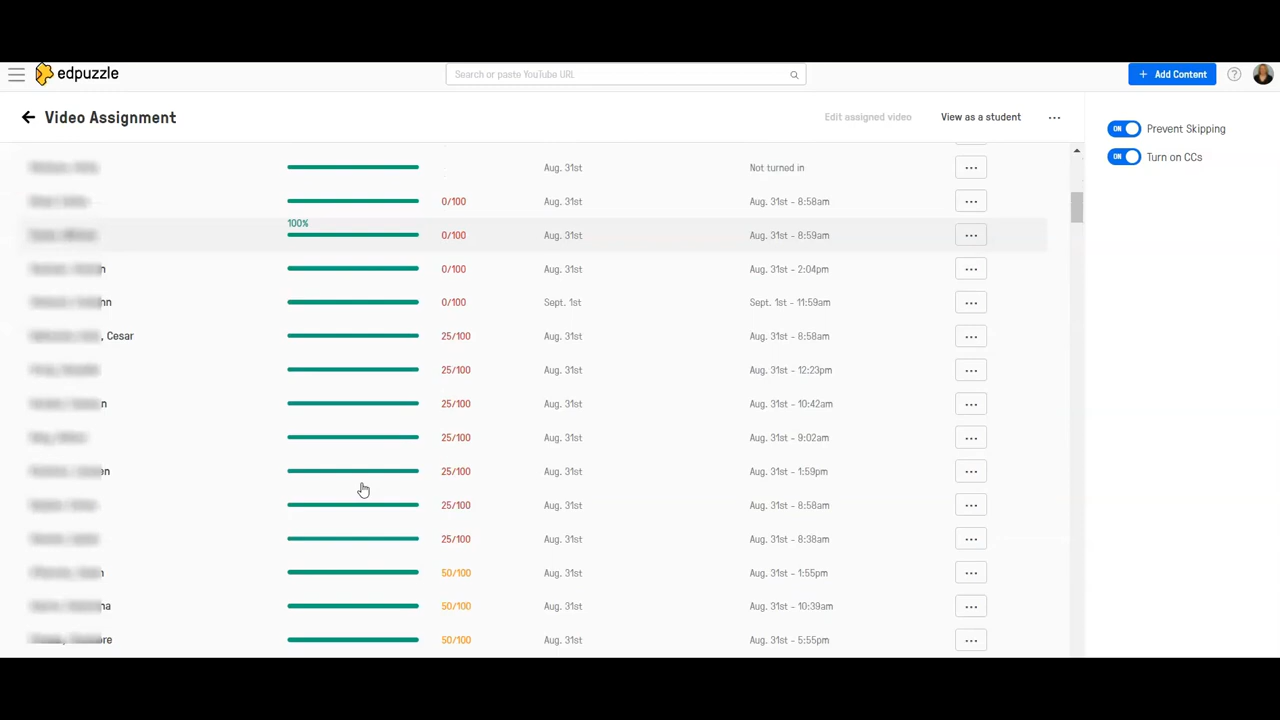 edpuzzle
Search or paste YouTube URL
Add Content
?
Video Assignment
Edit assigned video
View as a student
ON Prevent Skipping
ON Turn on CCs
Aug. 31st Not turned in
0/100 Aug. 31st Aug. 31st - 8:58am
100%
0/100 Aug. 31st Aug. 31st - 8:59am
0/100 Aug. 31st Aug. 31st - 2:04pm
0/100 Sept. 1st Sept. 1st - 11:59am
, Cesar 25/100 Aug. 31st Aug. 31st - 8:58am
25/100 Aug. 31st Aug. 31st - 12:23pm
25/100 Aug. 31st Aug. 31st - 10:42am
25/100 Aug. 31st Aug. 31st - 9:02am
25/100 Aug. 31st Aug. 31st - 1:59pm
25/100 Aug. 31st Aug. 31st - 8:58am
25/100 Aug. 31st Aug. 31st - 8:38am
50/100 Aug. 31st Aug. 31st - 1:55pm
50/100 Aug. 31st Aug. 31st - 10:39am
50/100 Aug. 31st Aug. 31st - 5:55pm